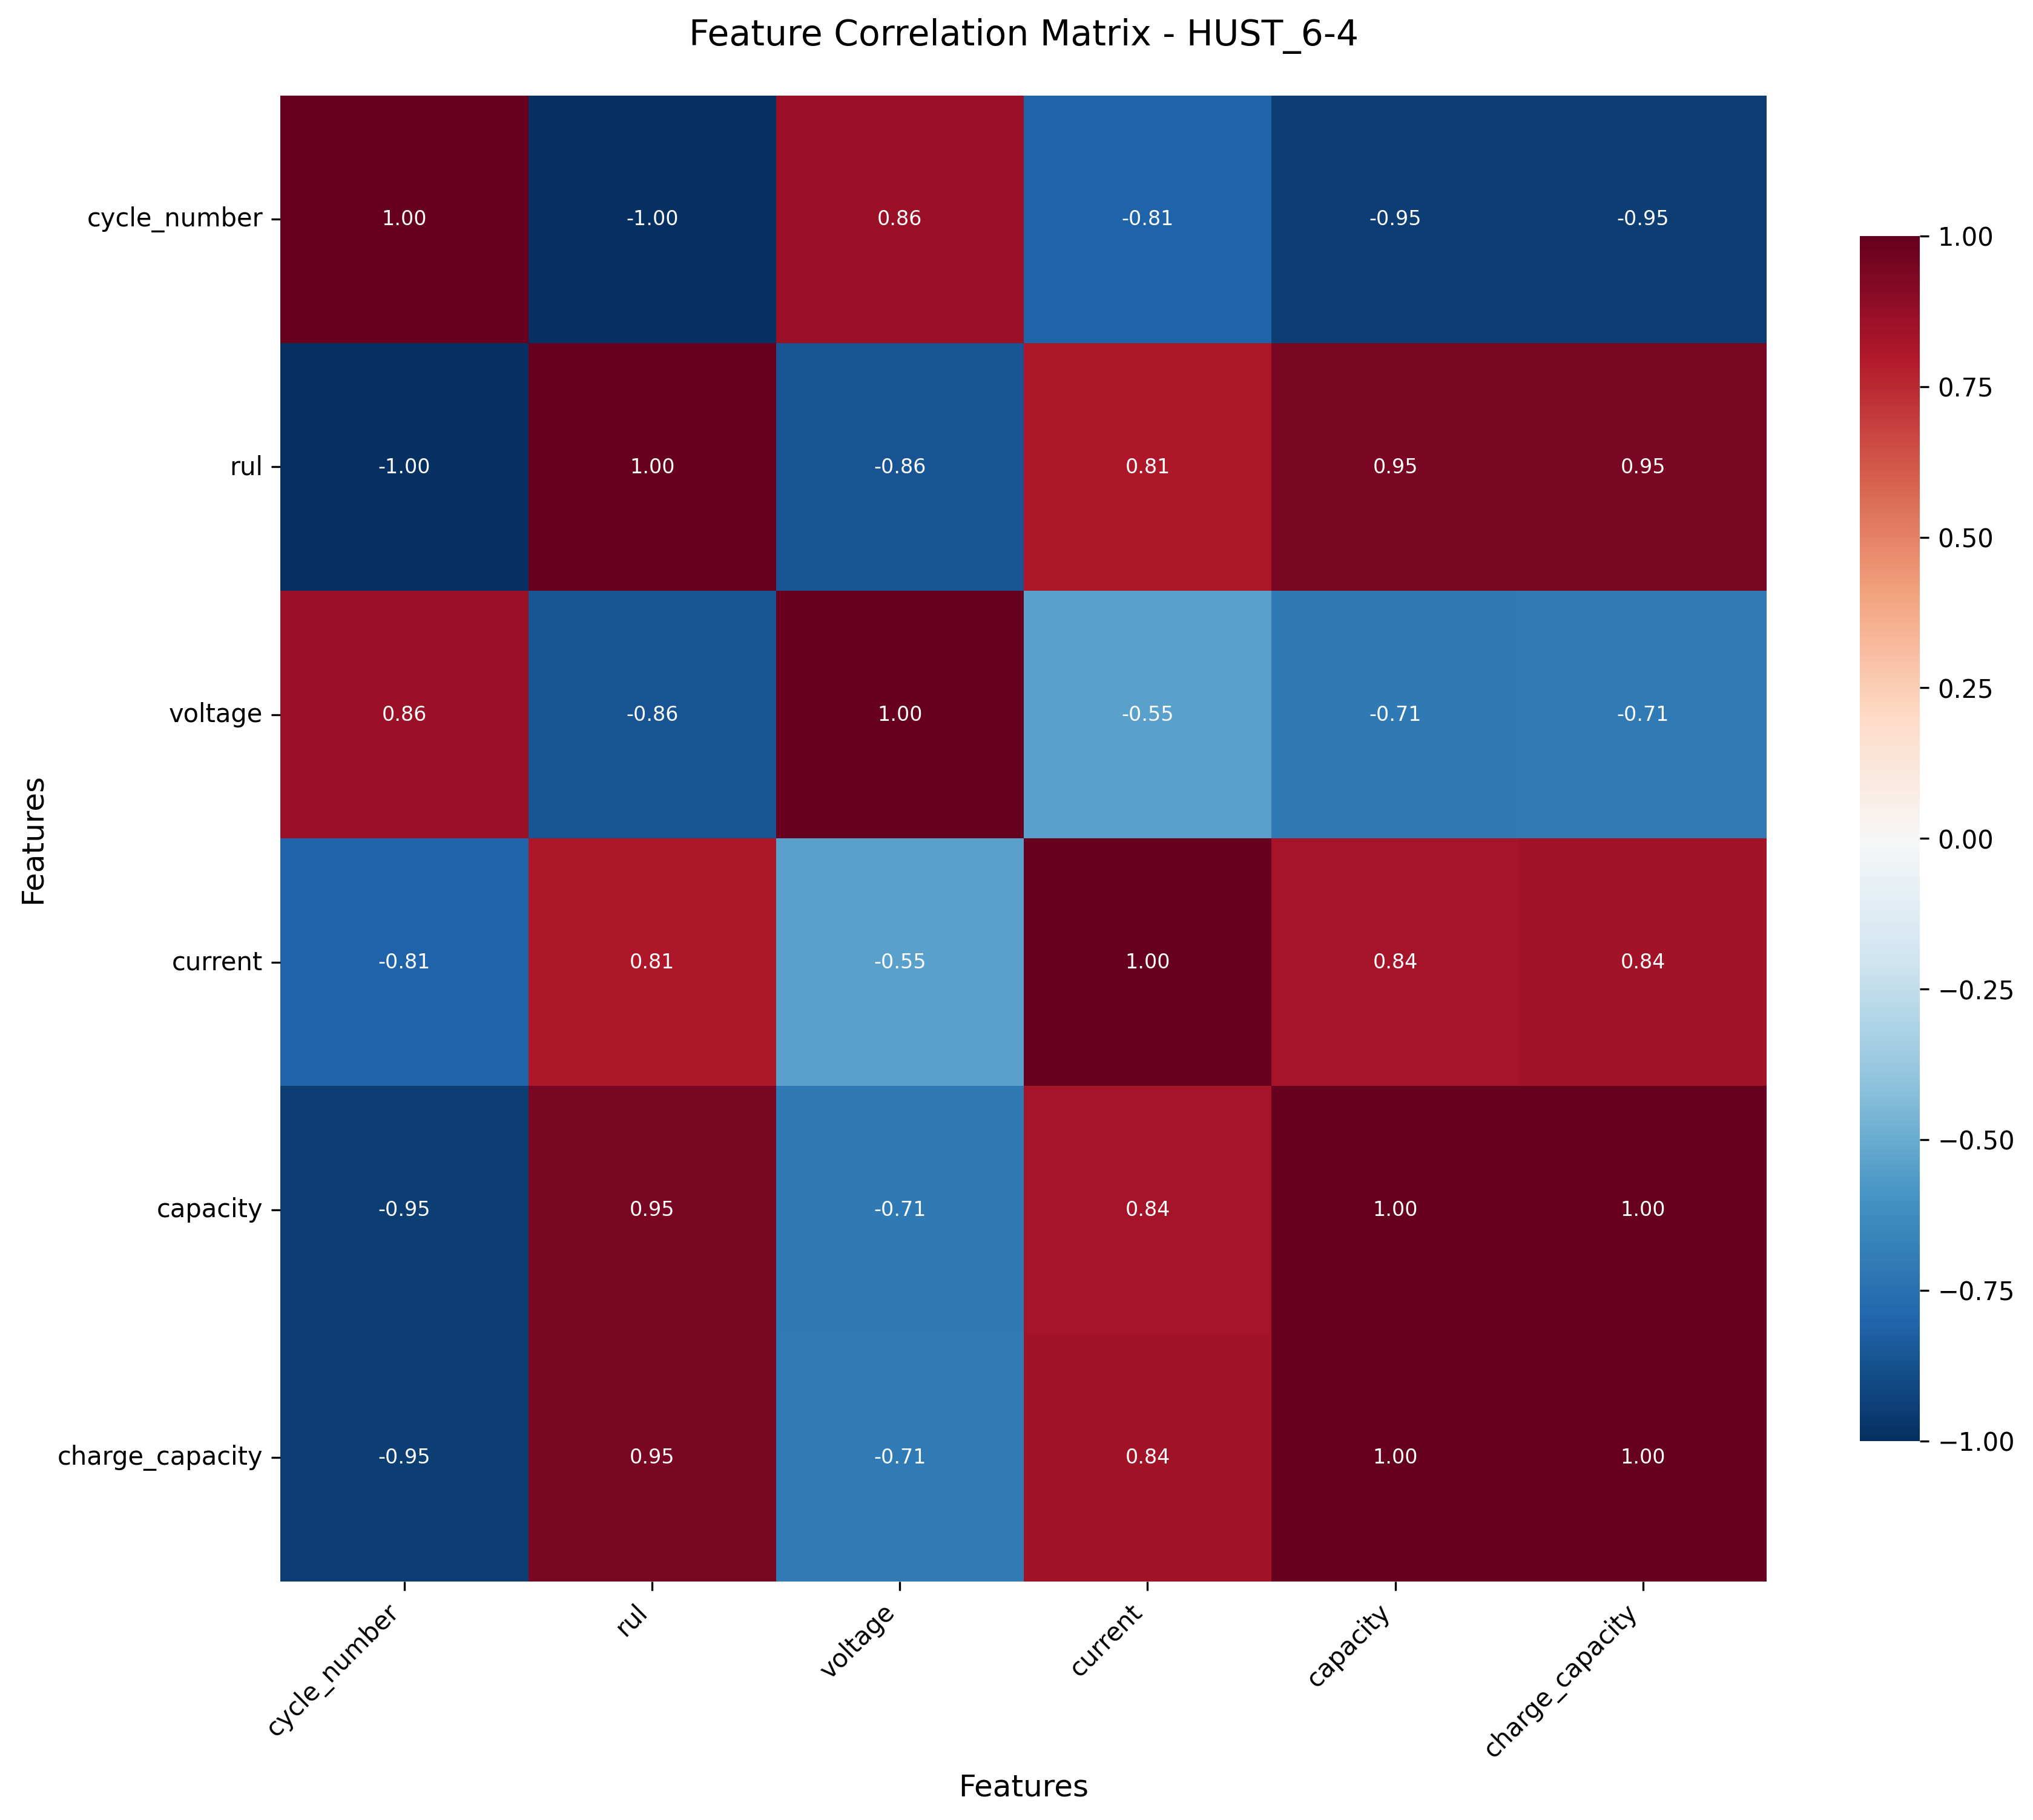 Feature Correlation Matrix - HUST_6-4
cycle_number 1.00 -1.00 0.86 -0.81 -0.95 -0.95
rul -1.00 1.00 -0.86 0.81 0.95 0.95
voltage 0.86 -0.86 1.00 -0.55 -0.71 -0.71
current -0.81 0.81 -0.55 1.00 0.84 0.84
capacity -0.95 0.95 -0.71 0.84 1.00 1.00
charge_capacity -0.95 0.95 -0.71 0.84 1.00 1.00
Features
cycle_number rul voltage current capacity charge_capacity
Features
1.00
0.75
0.50
0.25
0.00
−0.25
−0.50
−0.75
−1.00